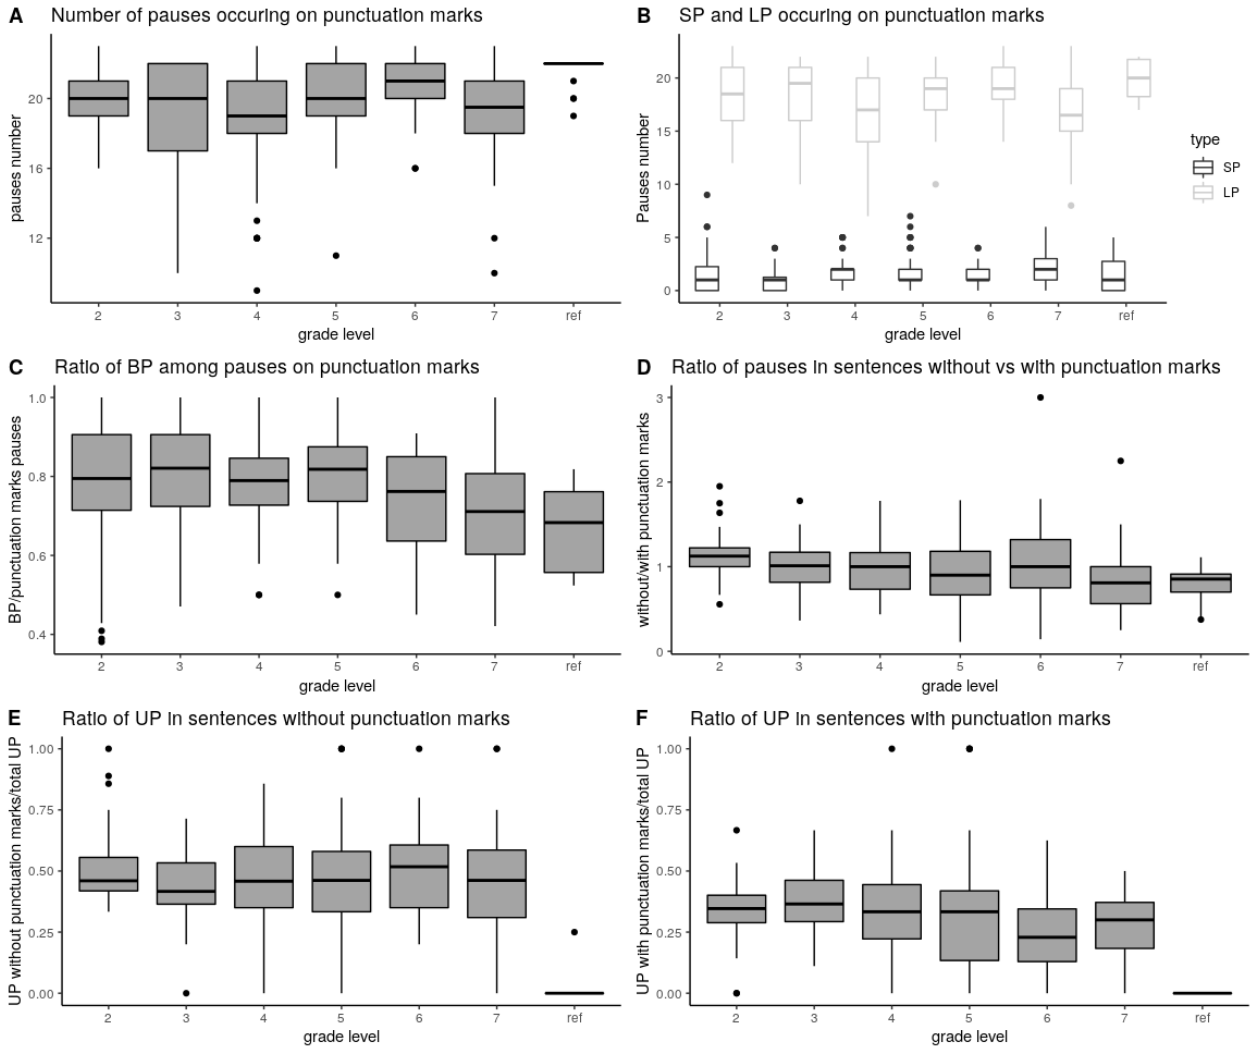 A Number of pauses occuring on punctuation marks
pauses number
20
16
12
2 3 4 5 6 7 ref
grade level
B SP and LP occuring on punctuation marks
Pauses number
20
15
10
5
0
2 3 4 5 6 7 ref
grade level
type
SP
LP
C Ratio of BP among pauses on punctuation marks
BP/punctuation marks pauses
1.0
0.8
0.6
0.4
2 3 4 5 6 7 ref
grade level
D Ratio of pauses in sentences without vs with punctuation marks
without/with punctuation marks
3
2
1
0
2 3 4 5 6 7 ref
grade level
E Ratio of UP in sentences without punctuation marks
UP without punctuation marks/total UP
1.00
0.75
0.50
0.25
0.00
2 3 4 5 6 7 ref
grade level
F Ratio of UP in sentences with punctuation marks
UP with punctuation marks/total UP
1.00
0.75
0.50
0.25
0.00
2 3 4 5 6 7 ref
grade level